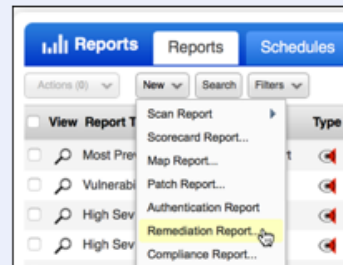 Reports Reports Schedules
Actions (0) New Search Filters
View Report T Type
Scan Report
Scorecard Report...
Most Prev t
Map Report...
Vulnerabi
Patch Report...
Authentication Report
High Sev
Remediation Report...
High Sev
Compliance Report...